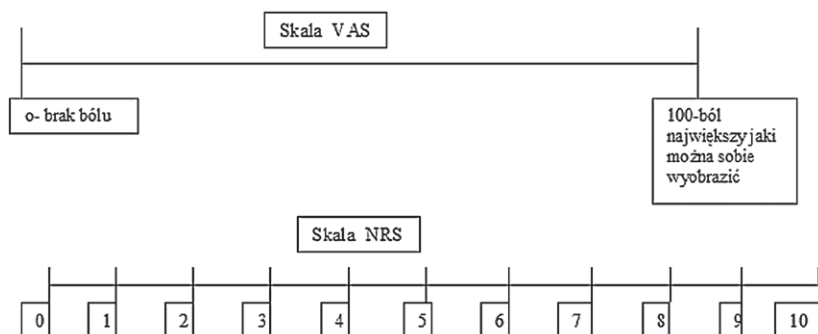 Skala VAS
o- brak bólu
100-ból
największy jaki
można sobie
wyobrazić
Skala NRS
0 1 2 3 4 5 6 7 8 9 10